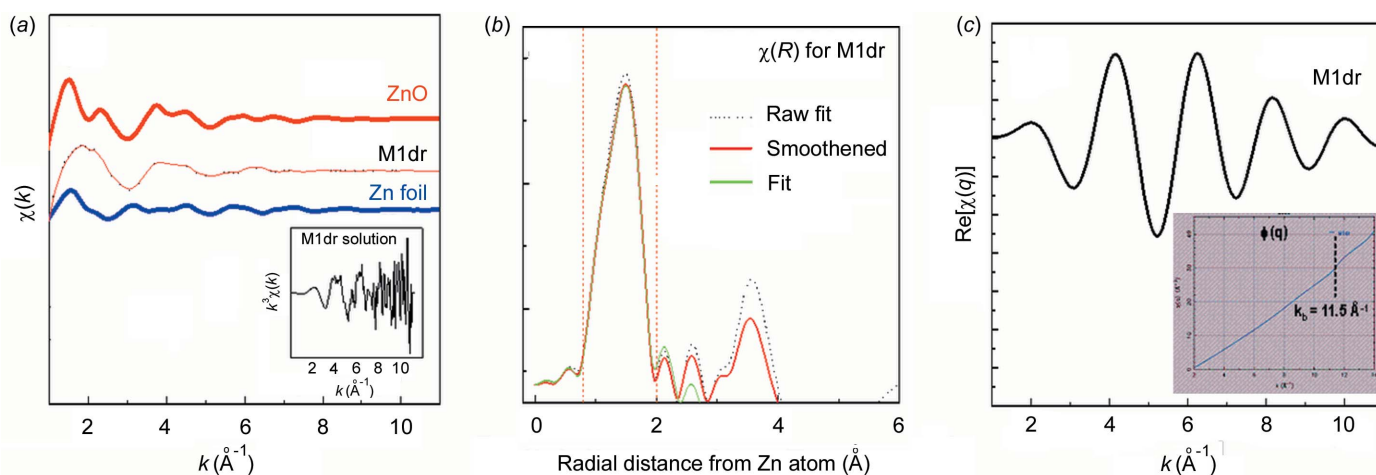 (a)
ZnO
M1dr
Zn foil
χ(k)
M1dr solution
k³χ(k)
2 4 6 8 10
k (Å⁻¹)
2 4 6 8 10
k (Å⁻¹)
(b)
χ(R) for M1dr
Raw fit
Smoothened
Fit
0 2 4 6
Radial distance from Zn atom (Å)
(c)
M1dr
Re[χ(q)]
ϕ(q)
k_b = 11.5 Å⁻¹
2 4 6 8 10
k (Å⁻¹)